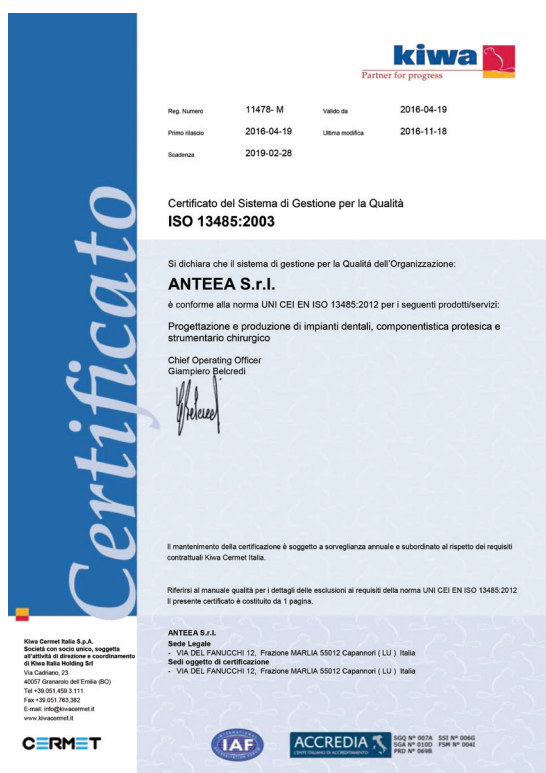 kiwa
Partner for progress
Reg. Numero 11478- M Valido da 2016-04-19
Primo rilascio 2016-04-19 Ultima modifica 2016-11-18
Scadenza 2019-02-28
Certificato
Certificato del Sistema di Gestione per la Qualità
ISO 13485:2003
Si dichiara che il sistema di gestione per la Qualitá dell'Organizzazione:
ANTEEA S.r.l.
è conforme alla norma UNI CEI EN ISO 13485:2012 per i seguenti prodotti/servizi:
Progettazione e produzione di impianti dentali, componentistica protesica e
strumentario chirurgico
Chief Operating Officer
Giampiero Belcredi
Il mantenimento della certificazione è soggetto a sorveglianza annuale e subordinato al rispetto dei requisiti
contrattuali Kiwa Cermet Italia.
Riferirsi al manuale qualità per i dettagli delle esclusioni ai requisiti della norma UNI CEI EN ISO 13485:2012
Il presente certificato è costituito da 1 pagina.
ANTEEA S.r.l.
Sede Legale
- VIA DEL FANUCCHI 12, Frazione MARLIA 55012 Capannori ( LU ) Italia
Sedi oggetto di certificazione
- VIA DEL FANUCCHI 12, Frazione MARLIA 55012 Capannori ( LU ) Italia
Kiwa Cermet Italia S.p.A.
Società con socio unico, soggetta
all'attività di direzione e coordinamento
di Kiwa Italia Holding Srl
Via Cadriano, 23
40057 Granarolo dell'Emilia (BO)
Tel +39.051.459.3.111
Fax +39.051.763.382
E-mail: info@kiwacermet.it
www.kiwacermet.it
CERMET
IAF
ACCREDIA
L'ENTE ITALIANO DI ACCREDITAMENTO
SGQ N° 007A SSI N° 006G
SGA N° 010D FSM N° 004I
PRD N° 069B